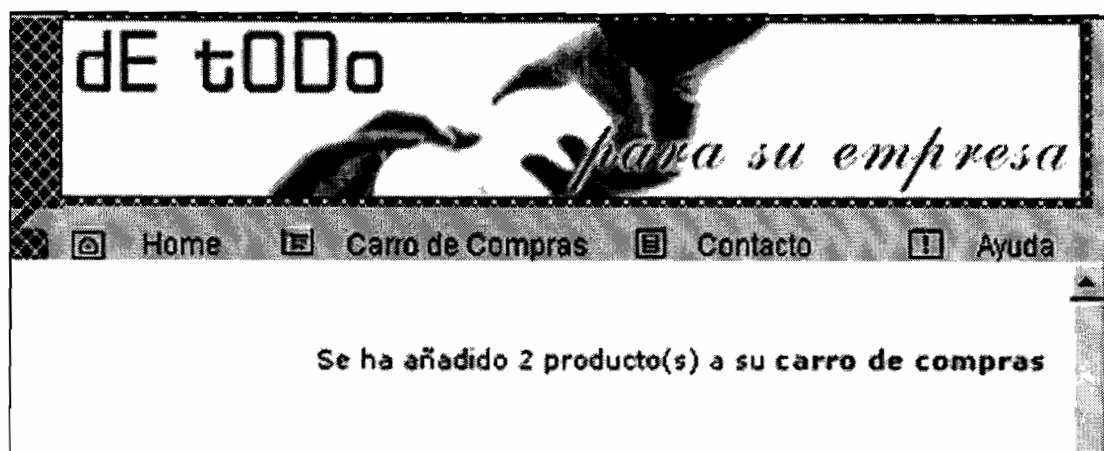 dE tODo
para su empresa
Home Carro de Compras Contacto Ayuda
Se ha añadido 2 producto(s) a su carro de compras